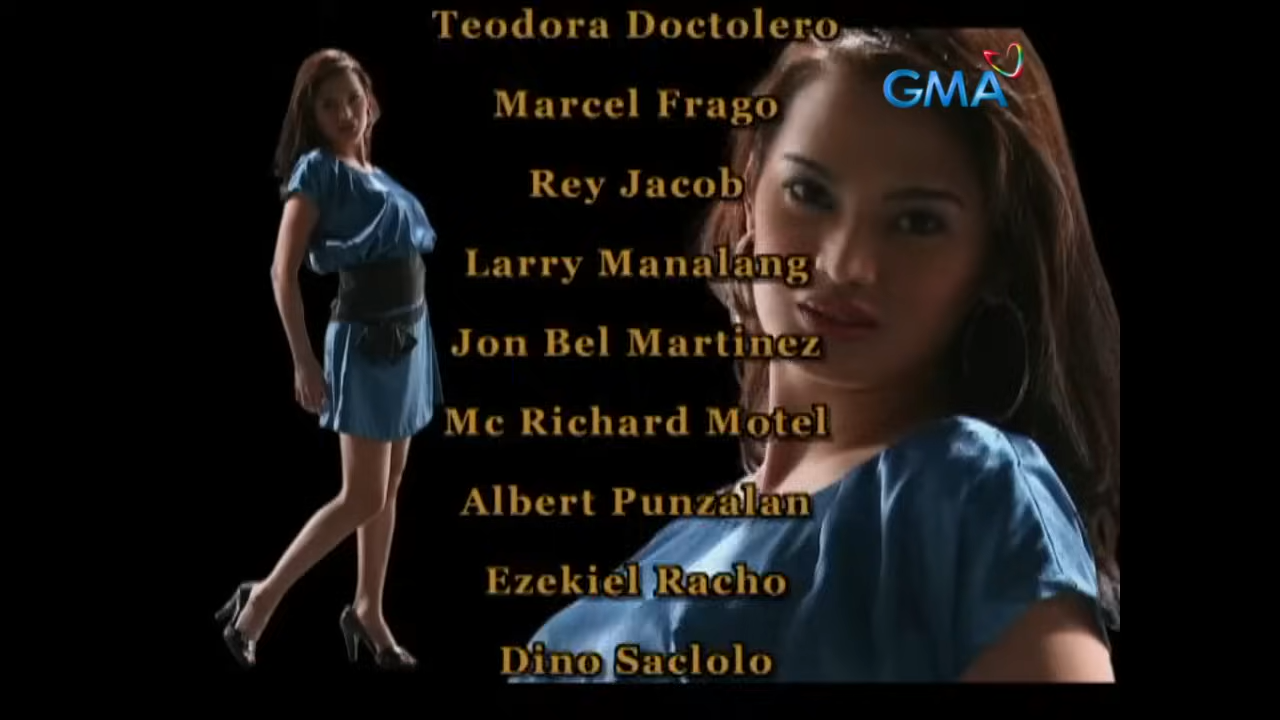 Teodora Doctolero
GMA
Marcel Frago
Rey Jacob
Larry Manalang
Jon Bel Martinez
Mc Richard Motel
Albert Punzalan
Ezekiel Racho
Dino Saclolo